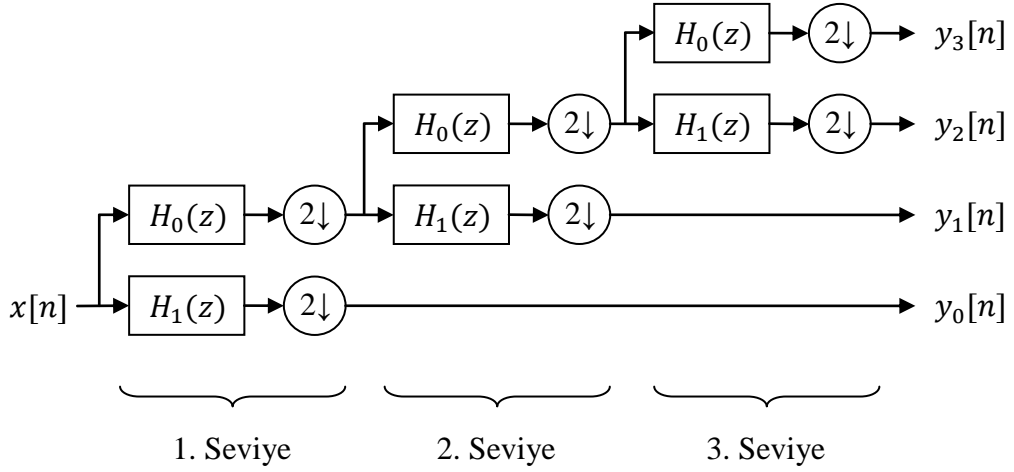 H₀(z) 2↓ y₃[n]
H₀(z) 2↓ H₁(z) 2↓ y₂[n]
H₀(z) 2↓ H₁(z) 2↓ y₁[n]
x[n] H₁(z) 2↓ y₀[n]
1. Seviye 2. Seviye 3. Seviye